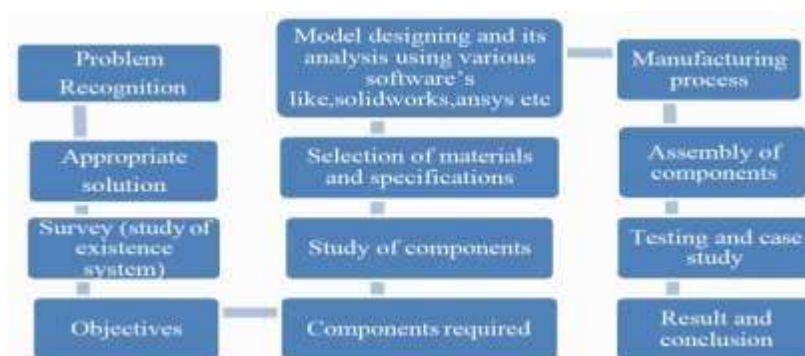 Problem
Recognition
Appropriate
solution
Survey (study of
existence
system)
Objectives
Components required
Study of components
Selection of materials
and specifications
Model designing and its
analysis using various
software's
like,solidworks,ansys etc
Manufacturing
process
Assembly of
components
Testing and case
study
Result and
conclusion